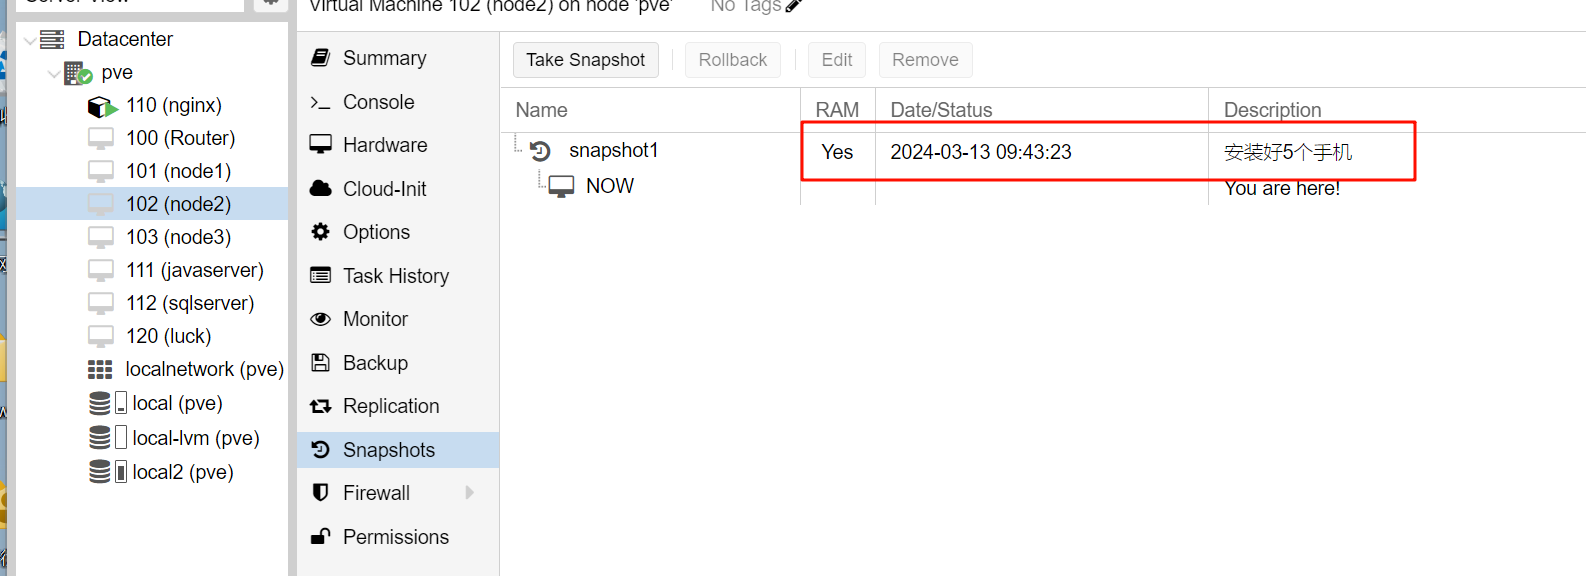 Virtual Machine 102 (node2) on node 'pve' No Tags
Datacenter
pve
110 (nginx)
100 (Router)
101 (node1)
102 (node2)
103 (node3)
111 (javaserver)
112 (sqlserver)
120 (luck)
localnetwork (pve)
local (pve)
local-lvm (pve)
local2 (pve)
Summary
Console
Hardware
Cloud-Init
Options
Task History
Monitor
Backup
Replication
Snapshots
Firewall
Permissions
Take Snapshot Rollback Edit Remove
Name RAM Date/Status Description
snapshot1 Yes 2024-03-13 09:43:23 安装好5个手机
NOW You are here!